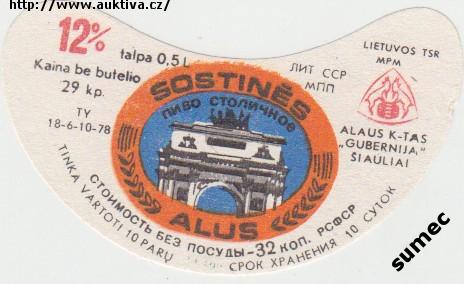 http://www.auktiva.cz/
12%
talpa 0,5 L
Kaina be butelio
29 kp.
TY
18-6-10-78
SOSTINĖS
ПИВО СТОЛИЧНОЕ
ALUS
ЛИТ ССР
МПП
LIETUVOS TSR
MPM
ALAUS K-TAS
„GUBERNIJA”
ŠIAULIAI
СТОИМОСТЬ БЕЗ ПОСУДЫ-32 КОП. РСФСР
TINKA VARTOTI 10 PARŲ
СРОК ХРАНЕНИЯ 10 СУТОК
sumec